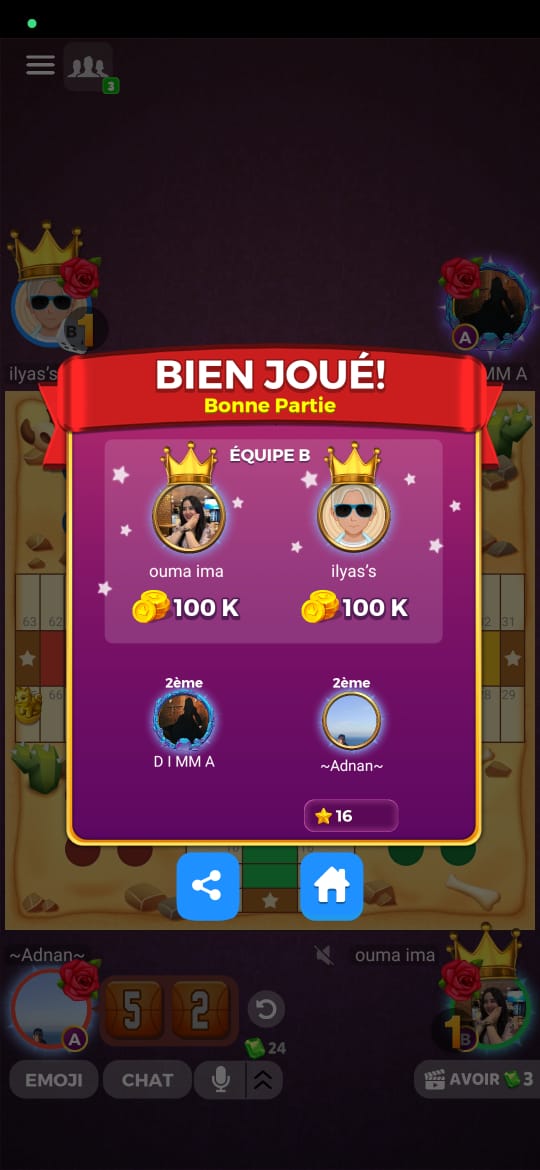 3
B 1
A
ilyas's
MM A
BIEN JOUÉ!
Bonne Partie
ÉQUIPE B
ouma ima
ilyas's
100 K
100 K
63 62
31
66
28 29
2ème
2ème
D I MM A
~Adnan~
16
~Adnan~
ouma ima
5 2
A
1 B
24
EMOJI
CHAT
AVOIR 3